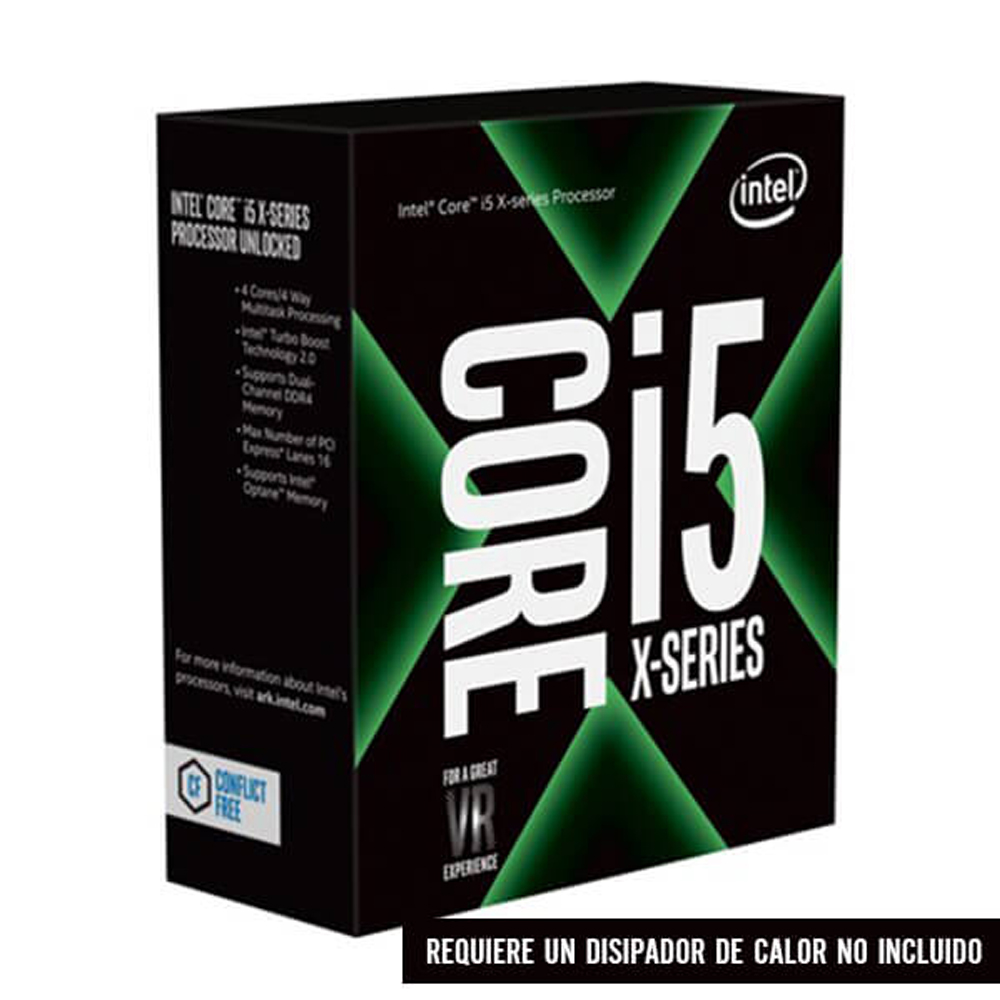 INTEL® CORE™ i5 X-SERIES
PROCESSOR UNLOCKED
• 4 Cores/4 Way
Multitask Processing
• Intel® Turbo Boost
Technology 2.0
• Supports Dual-
Channel DDR4
Memory
• Max Number of PCI
Express® Lanes 16
• Supports Intel®
Optane™ Memory
For more information about Intel's
processors, visit ark.intel.com
CF
CONFLICT
FREE
Intel® Core™ i5 X-series Processor
intel®
CORE
i5
X-SERIES
FOR A GREAT
VR
EXPERIENCE
REQUIERE UN DISIPADOR DE CALOR NO INCLUIDO